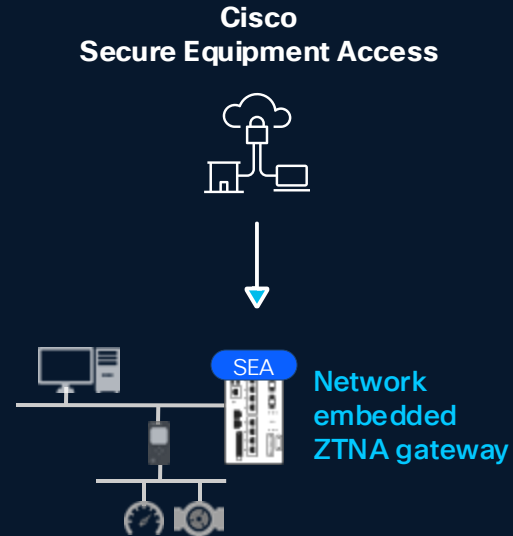 Cisco
Secure Equipment Access
SEA
Network
embedded
ZTNA gateway